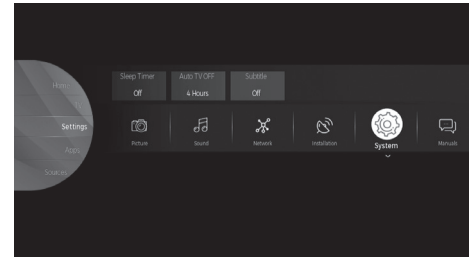 Home
TV
Settings
Apps
Sources
Sleep Timer
Off
Auto TV OFF
4 Hours
Subtitle
Off
Picture
Sound
Network
Installation
System
Manuals